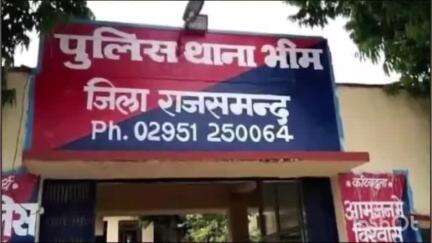 पुलिस थाना भीम
जिला राजसमन्द
Ph. 02951 250064
आमजन में
विश्वास